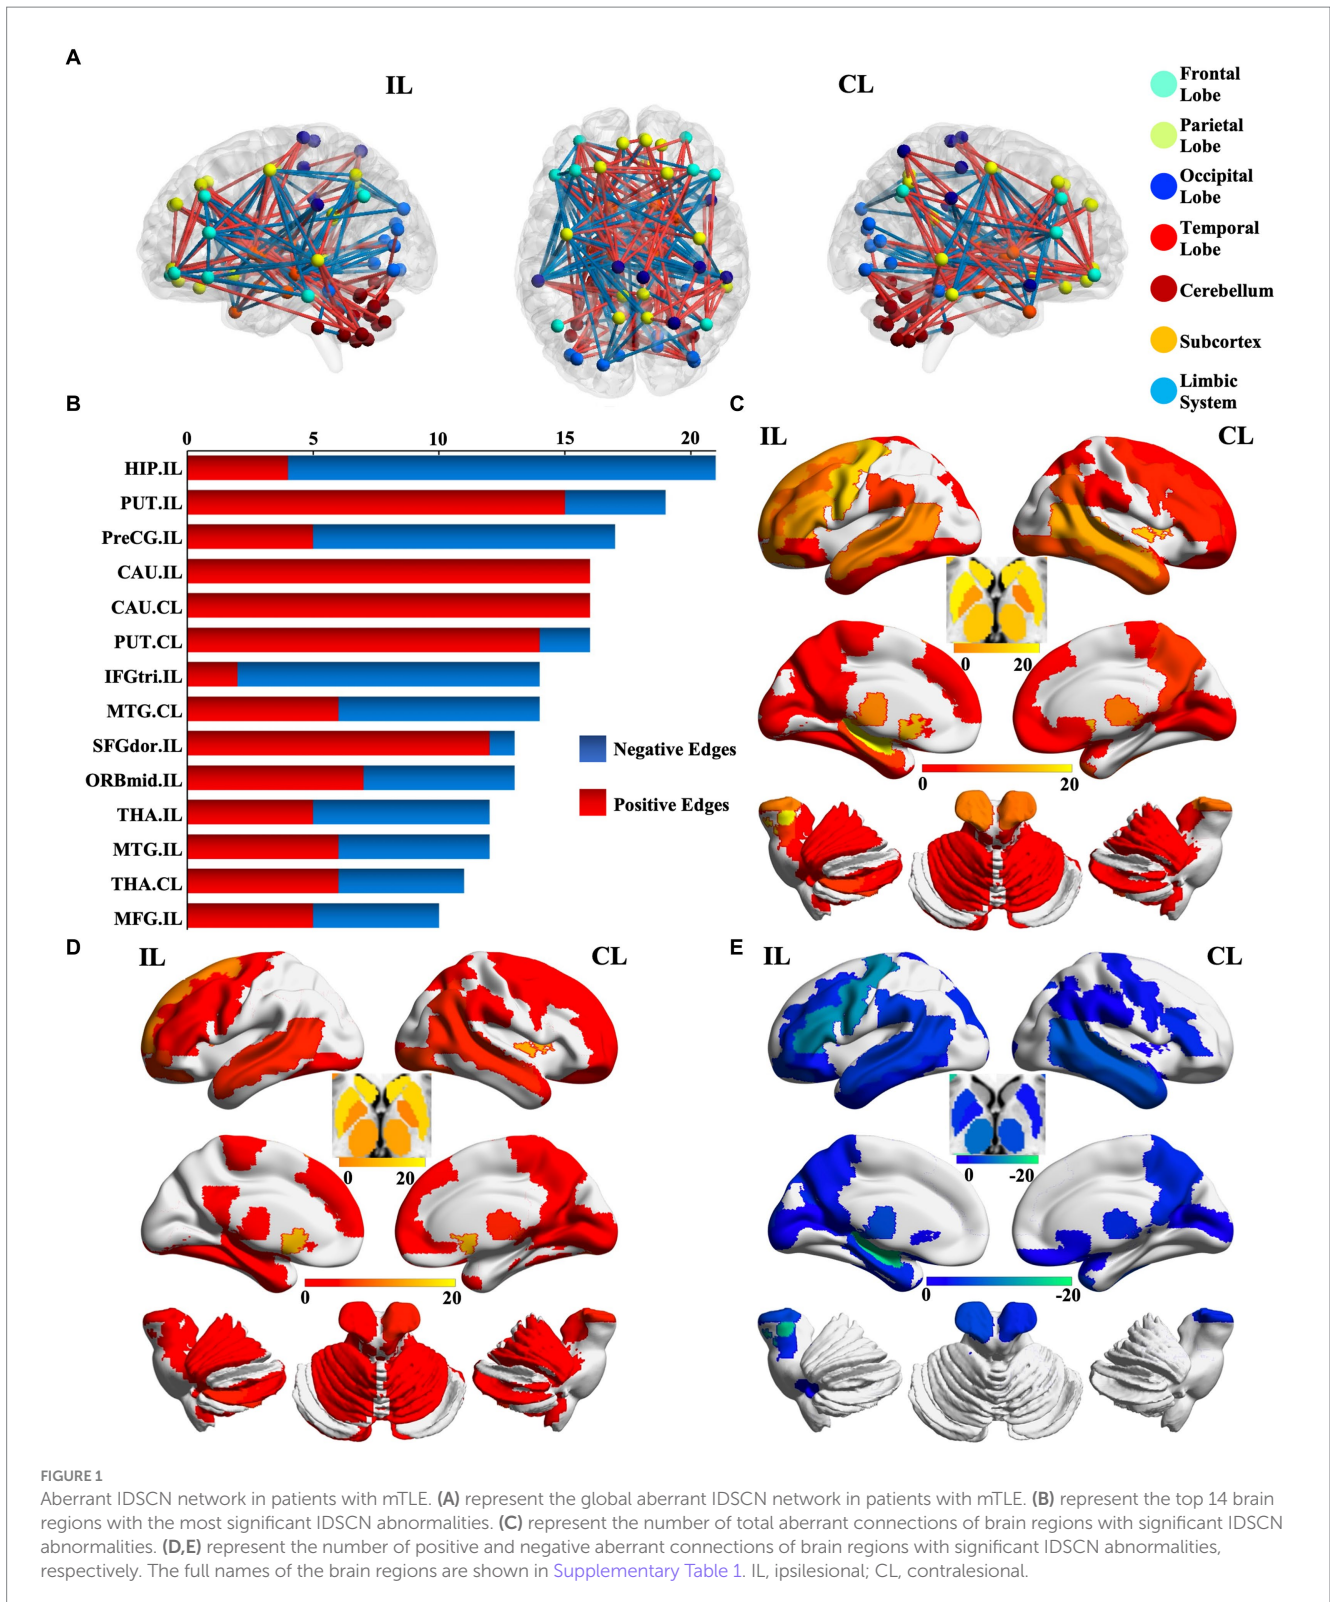 A
IL
CL
Frontal
Lobe
Parietal
Lobe
Occipital
Lobe
Temporal
Lobe
Cerebellum
Subcortex
Limbic
System
B
0 5 10 15 20
HIP.IL
PUT.IL
PreCG.IL
CAU.IL
CAU.CL
PUT.CL
IFGtri.IL
MTG.CL
SFGdor.IL
ORBmid.IL
THA.IL
MTG.IL
THA.CL
MFG.IL
Negative Edges
Positive Edges
C
IL
CL
0 20
0 20
D
IL
CL
0 20
0 20
E
IL
CL
0 -20
0 -20
FIGURE 1
Aberrant IDSCN network in patients with mTLE. (A) represent the global aberrant IDSCN network in patients with mTLE. (B) represent the top 14 brain
regions with the most significant IDSCN abnormalities. (C) represent the number of total aberrant connections of brain regions with significant IDSCN
abnormalities. (D,E) represent the number of positive and negative aberrant connections of brain regions with significant IDSCN abnormalities,
respectively. The full names of the brain regions are shown in Supplementary Table 1. IL, ipsilesional; CL, contralesional.